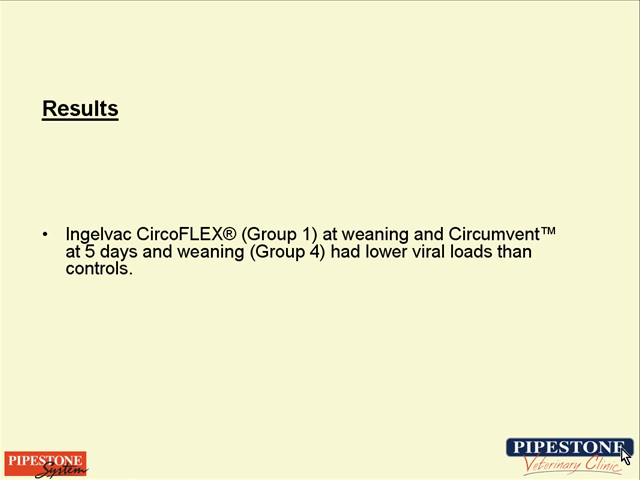 Results
• Ingelvac CircoFLEX® (Group 1) at weaning and Circumvent™
at 5 days and weaning (Group 4) had lower viral loads than
controls.
PIPESTONE
System
PIPESTONE
Veterinary Clinic